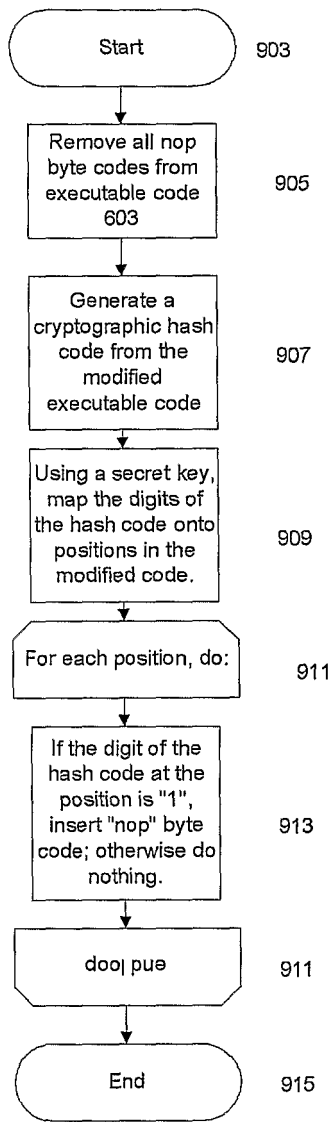 Start
903
Remove all nop
byte codes from
executable code
603
905
Generate a
cryptographic hash
code from the
modified
executable code
907
Using a secret key,
map the digits of
the hash code onto
positions in the
modified code.
909
For each position, do:
911
If the digit of the
hash code at the
position is "1",
insert "nop" byte
code; otherwise do
nothing.
913
end loop
911
End
915